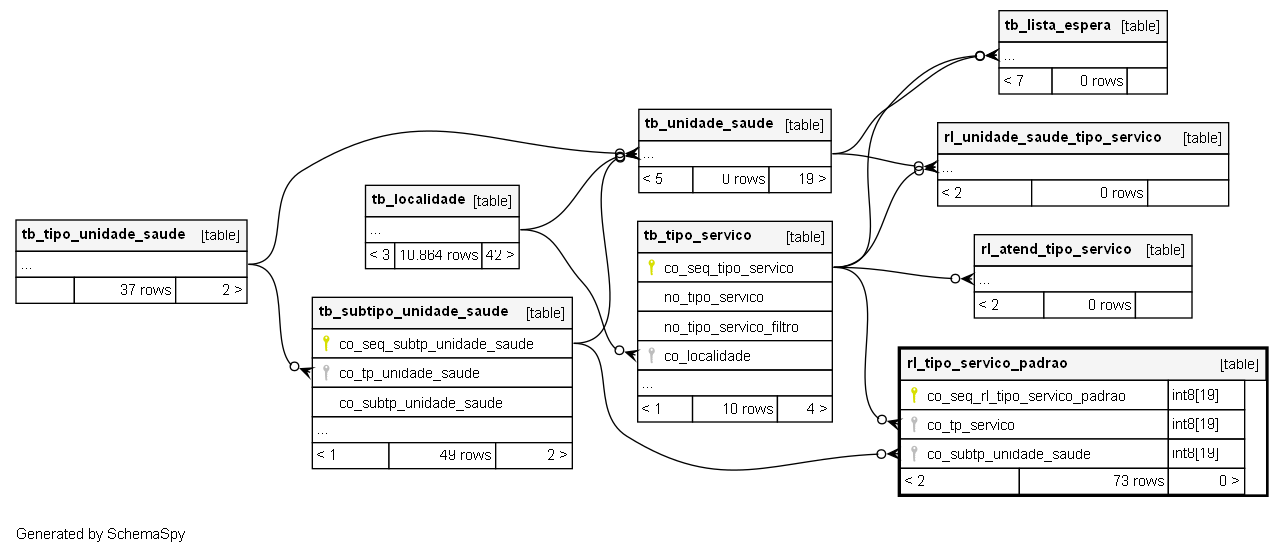 tb_lista_espera [table]
...
< 7 0 rows
tb_unidade_saude [table]
...
< 5 0 rows 19 >
rl_unidade_saude_tipo_servico [table]
...
< 2 0 rows
tb_localidade [table]
...
< 3 10.864 rows 42 >
tb_tipo_unidade_saude [table]
...
37 rows 2 >
tb_tipo_servico [table]
co_seq_tipo_servico
no_tipo_servico
no_tipo_servico_filtro
co_localidade
...
< 1 10 rows 4 >
rl_atend_tipo_servico [table]
...
< 2 0 rows
tb_subtipo_unidade_saude [table]
co_seq_subtp_unidade_saude
co_tp_unidade_saude
co_subtp_unidade_saude
...
< 1 49 rows 2 >
rl_tipo_servico_padrao [table]
co_seq_rl_tipo_servico_padrao int8[19]
co_tp_servico int8[19]
co_subtp_unidade_saude int8[19]
< 2 73 rows 0 >
Generated by SchemaSpy